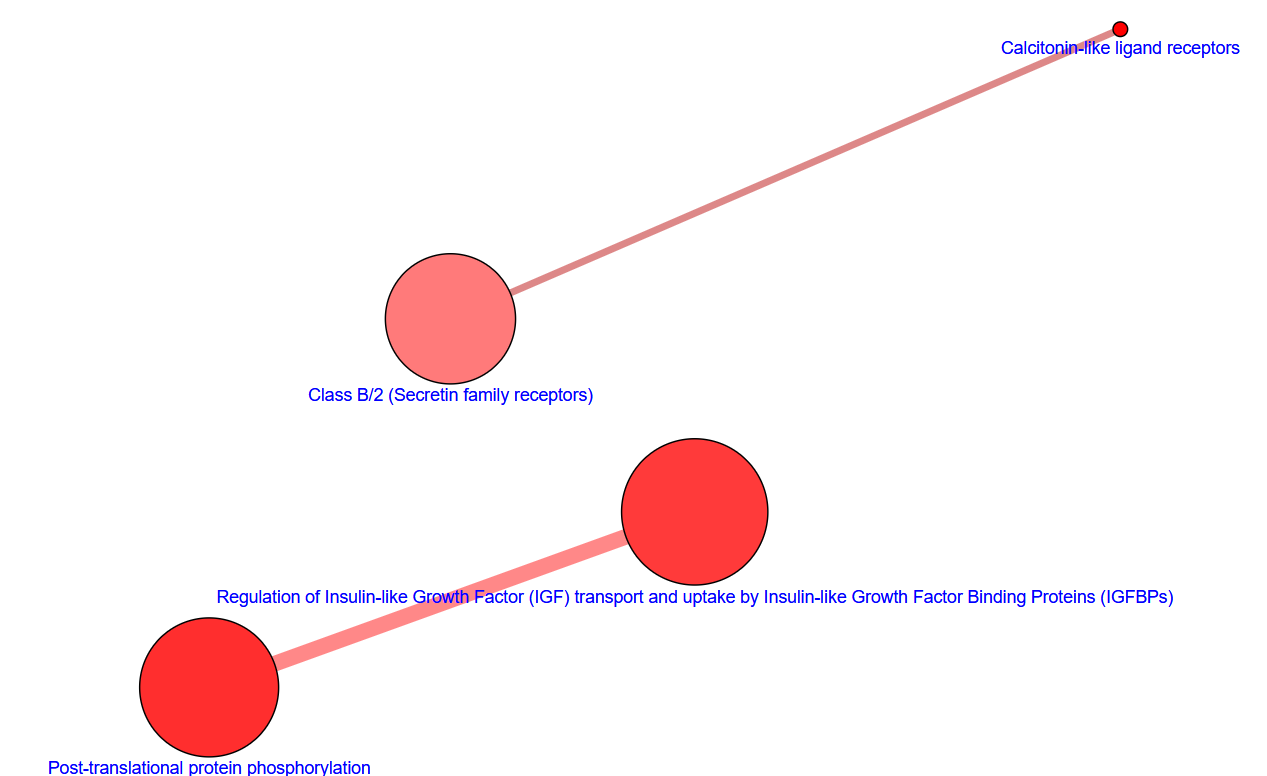 Calcitonin-like ligand receptors
Class B/2 (Secretin family receptors)
Regulation of Insulin-like Growth Factor (IGF) transport and uptake by Insulin-like Growth Factor Binding Proteins (IGFBPs)
Post-translational protein phosphorylation